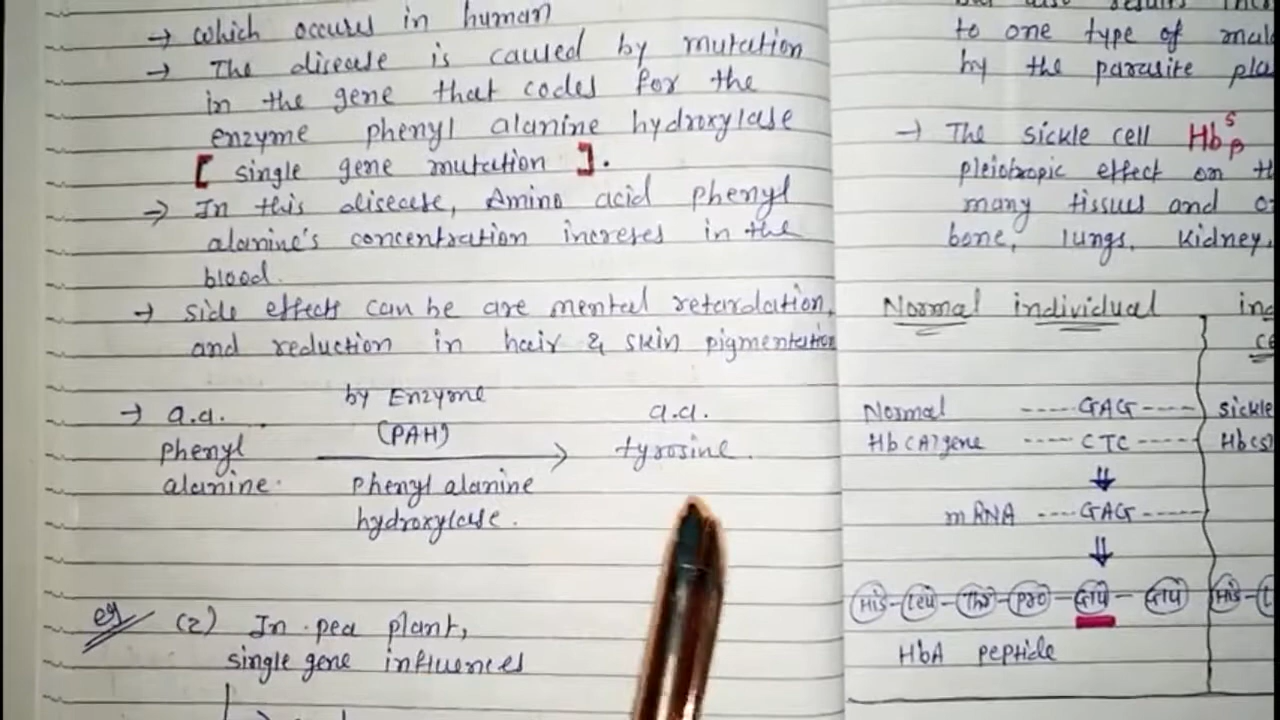 → which occurs in human
→ The disease is caused by mutation
in the gene that codes for the
enzyme phenyl alanine hydroxylase
[ single gene mutation ].
→ In this disease, Amino acid phenyl
alanine's concentration increses in the
blood.
→ side effects can be are mental retardation,
and reduction in hair & skin pigmentation
→ a.a. by Enzyme a.a.
phenyl (PAH) tyrosine.
alanine. phenyl alanine
hydroxylase.
eg (2) In pea plant,
single gene influences
to one type of
by the parasite
→ The sickle cell Hb S β
pleiotropic effect on
many tissues and
bone, lungs, kidney,
Normal individual
Normal ---- GAG ---- sickle
Hb(A)gene ---- CTC ---- Hb(S)
⇓
mRNA ---- GAG -----
⇓
His - Leu - Thr - Pro - Glu - Glu His -
HbA peptide